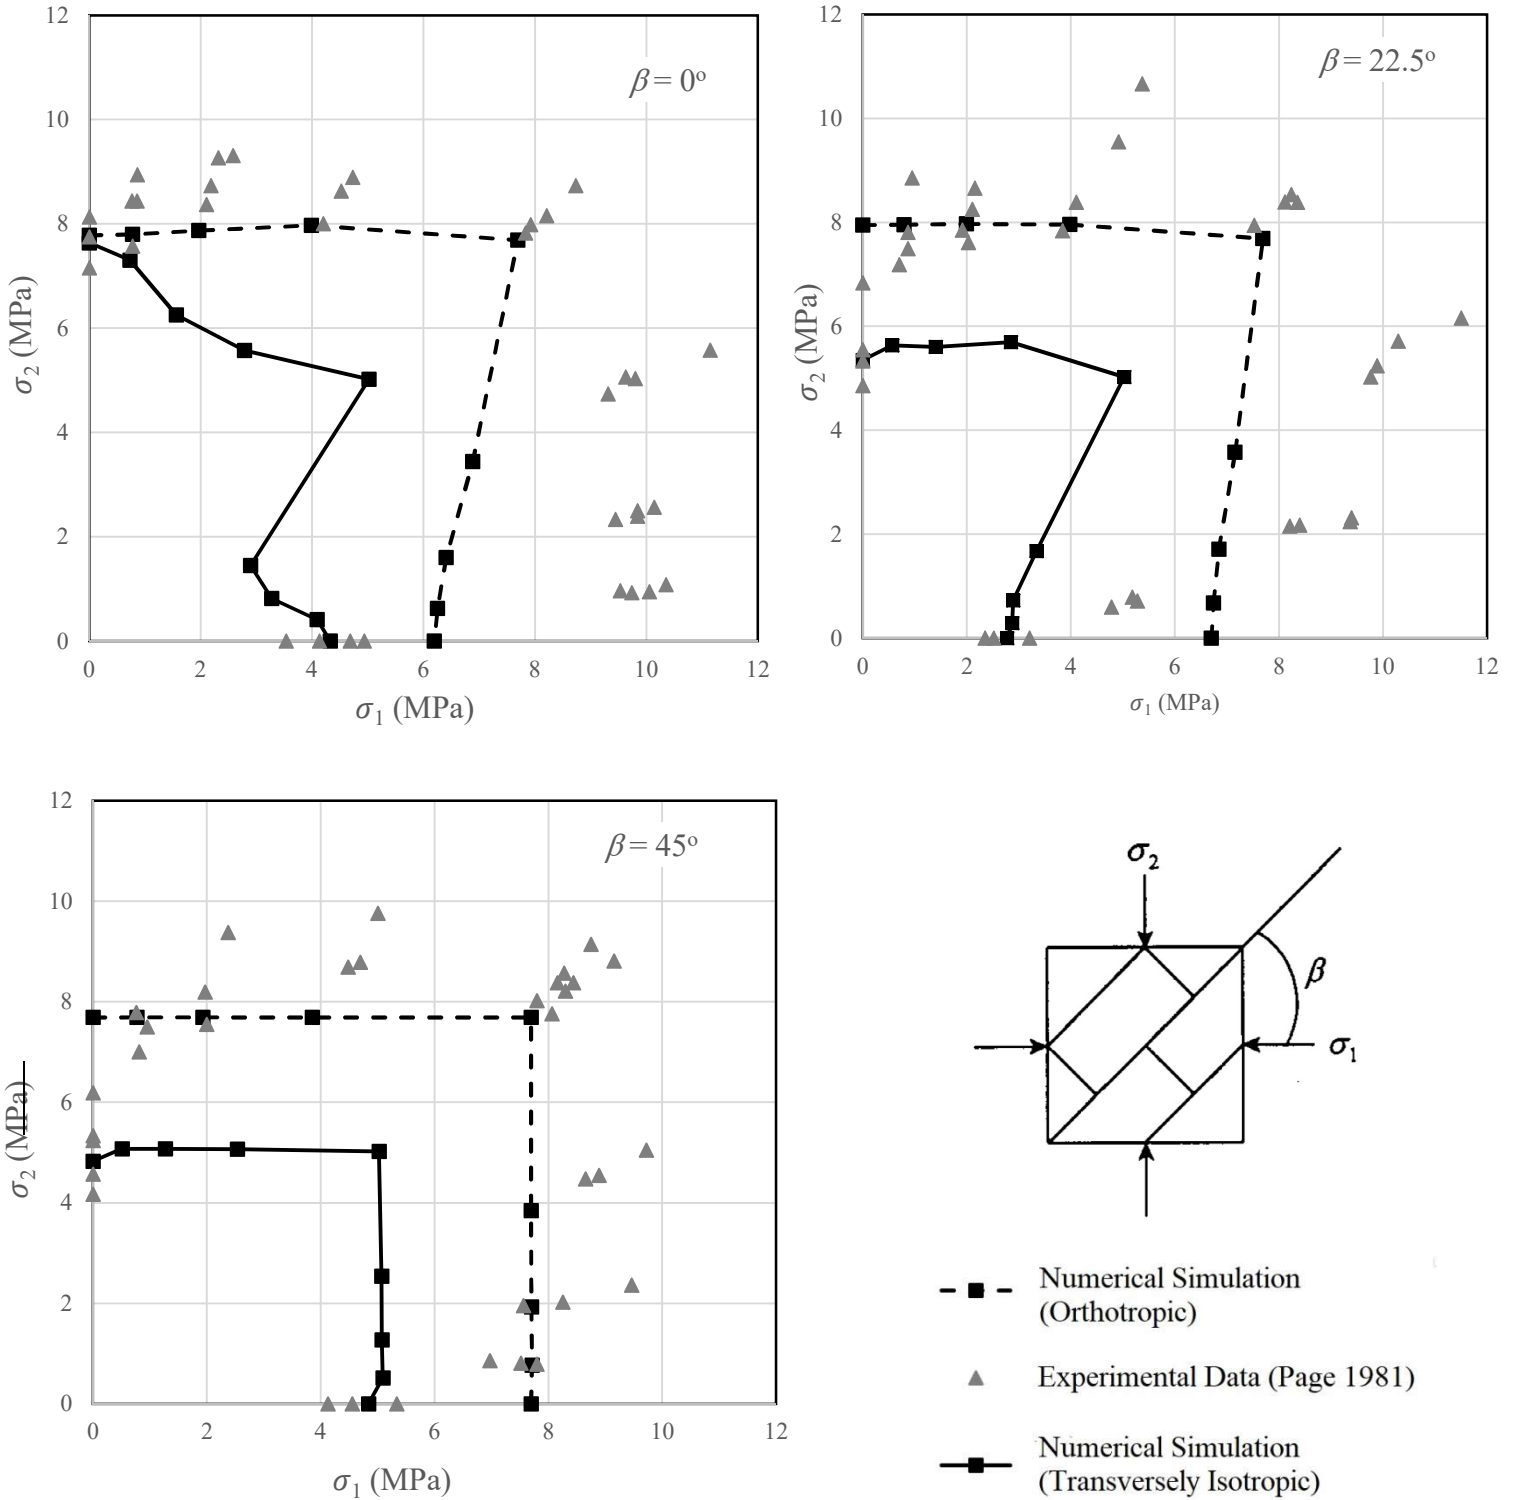 12
10
8
6
4
2
0
σ₂ (MPa)
β = 0°
0 2 4 6 8 10 12
σ₁ (MPa)
12
10
8
6
4
2
0
σ₂ (MPa)
β = 22.5°
0 2 4 6 8 10 12
σ₁ (MPa)
12
10
8
6
4
2
0
σ₂ (MPa)
β = 45°
0 2 4 6 8 10 12
σ₁ (MPa)
σ₂
β
σ₁
Numerical Simulation
(Orthotropic)
Experimental Data (Page 1981)
Numerical Simulation
(Transversely Isotropic)